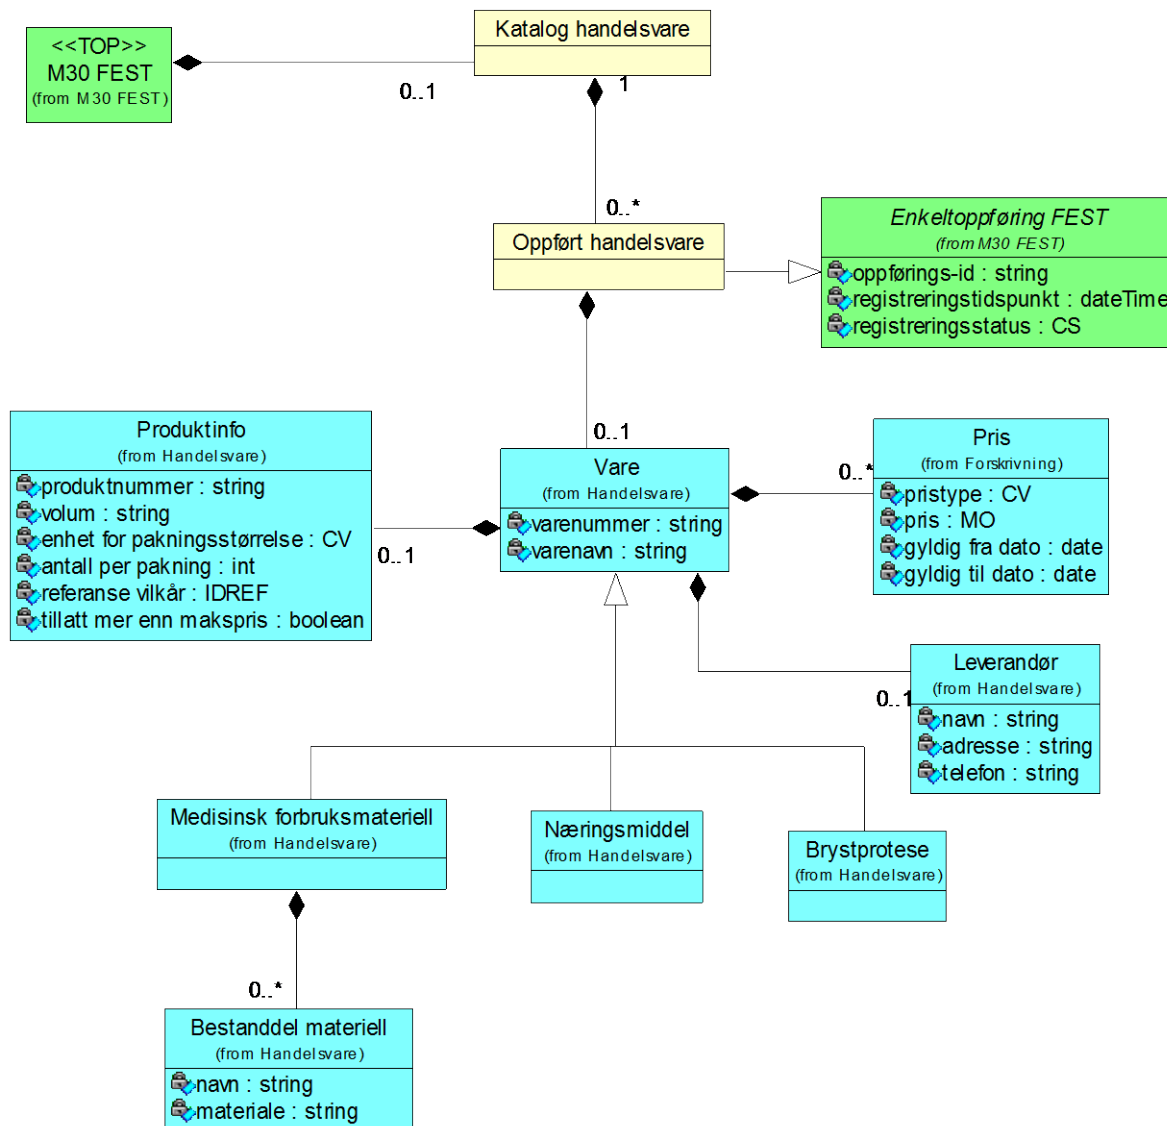 Katalog handelsvare
<<TOP>>
M30 FEST
(from M30 FEST)
0..1
1
0..*
Oppført handelsvare
Enkeltoppføring FEST
(from M30 FEST)
oppførings-id : string
registreringstidspunkt : dateTime
registreringsstatus : CS
0..1
Produktinfo
(from Handelsvare)
produktnummer : string
volum : string
enhet for pakningsstørrelse : CV
antall per pakning : int
referanse vilkår : IDREF
tillatt mer enn makspris : boolean
0..1
Vare
(from Handelsvare)
varenummer : string
varenavn : string
0..*
Pris
(from Forskrivning)
pristype : CV
pris : MO
gyldig fra dato : date
gyldig til dato : date
0..1
Leverandør
(from Handelsvare)
navn : string
adresse : string
telefon : string
Medisinsk forbruksmateriell
(from Handelsvare)
Næringsmiddel
(from Handelsvare)
Brystprotese
(from Handelsvare)
0..*
Bestanddel materiell
(from Handelsvare)
navn : string
materiale : string